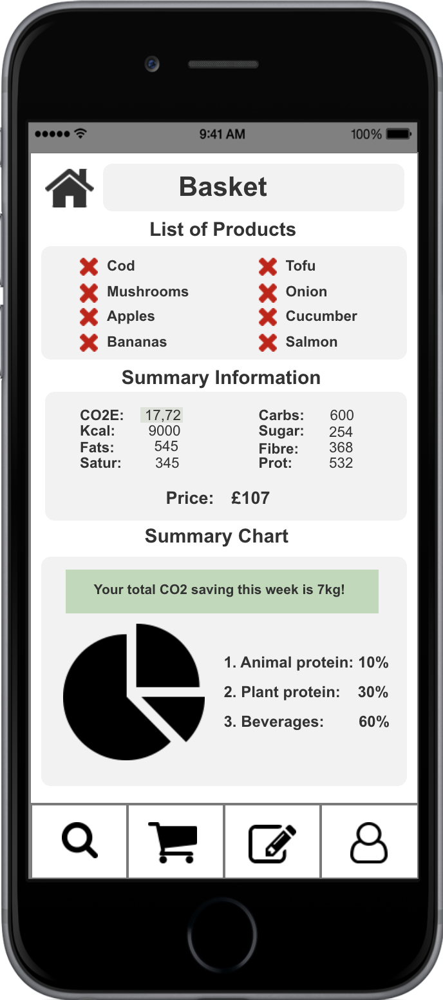 9:41 AM 100%
Basket
List of Products
Cod Tofu
Mushrooms Onion
Apples Cucumber
Bananas Salmon
Summary Information
CO2E: 17,72 Carbs: 600
Kcal: 9000 Sugar: 254
Fats: 545 Fibre: 368
Satur: 345 Prot: 532
Price: £107
Summary Chart
Your total CO2 saving this week is 7kg!
1. Animal protein: 10%
2. Plant protein: 30%
3. Beverages: 60%